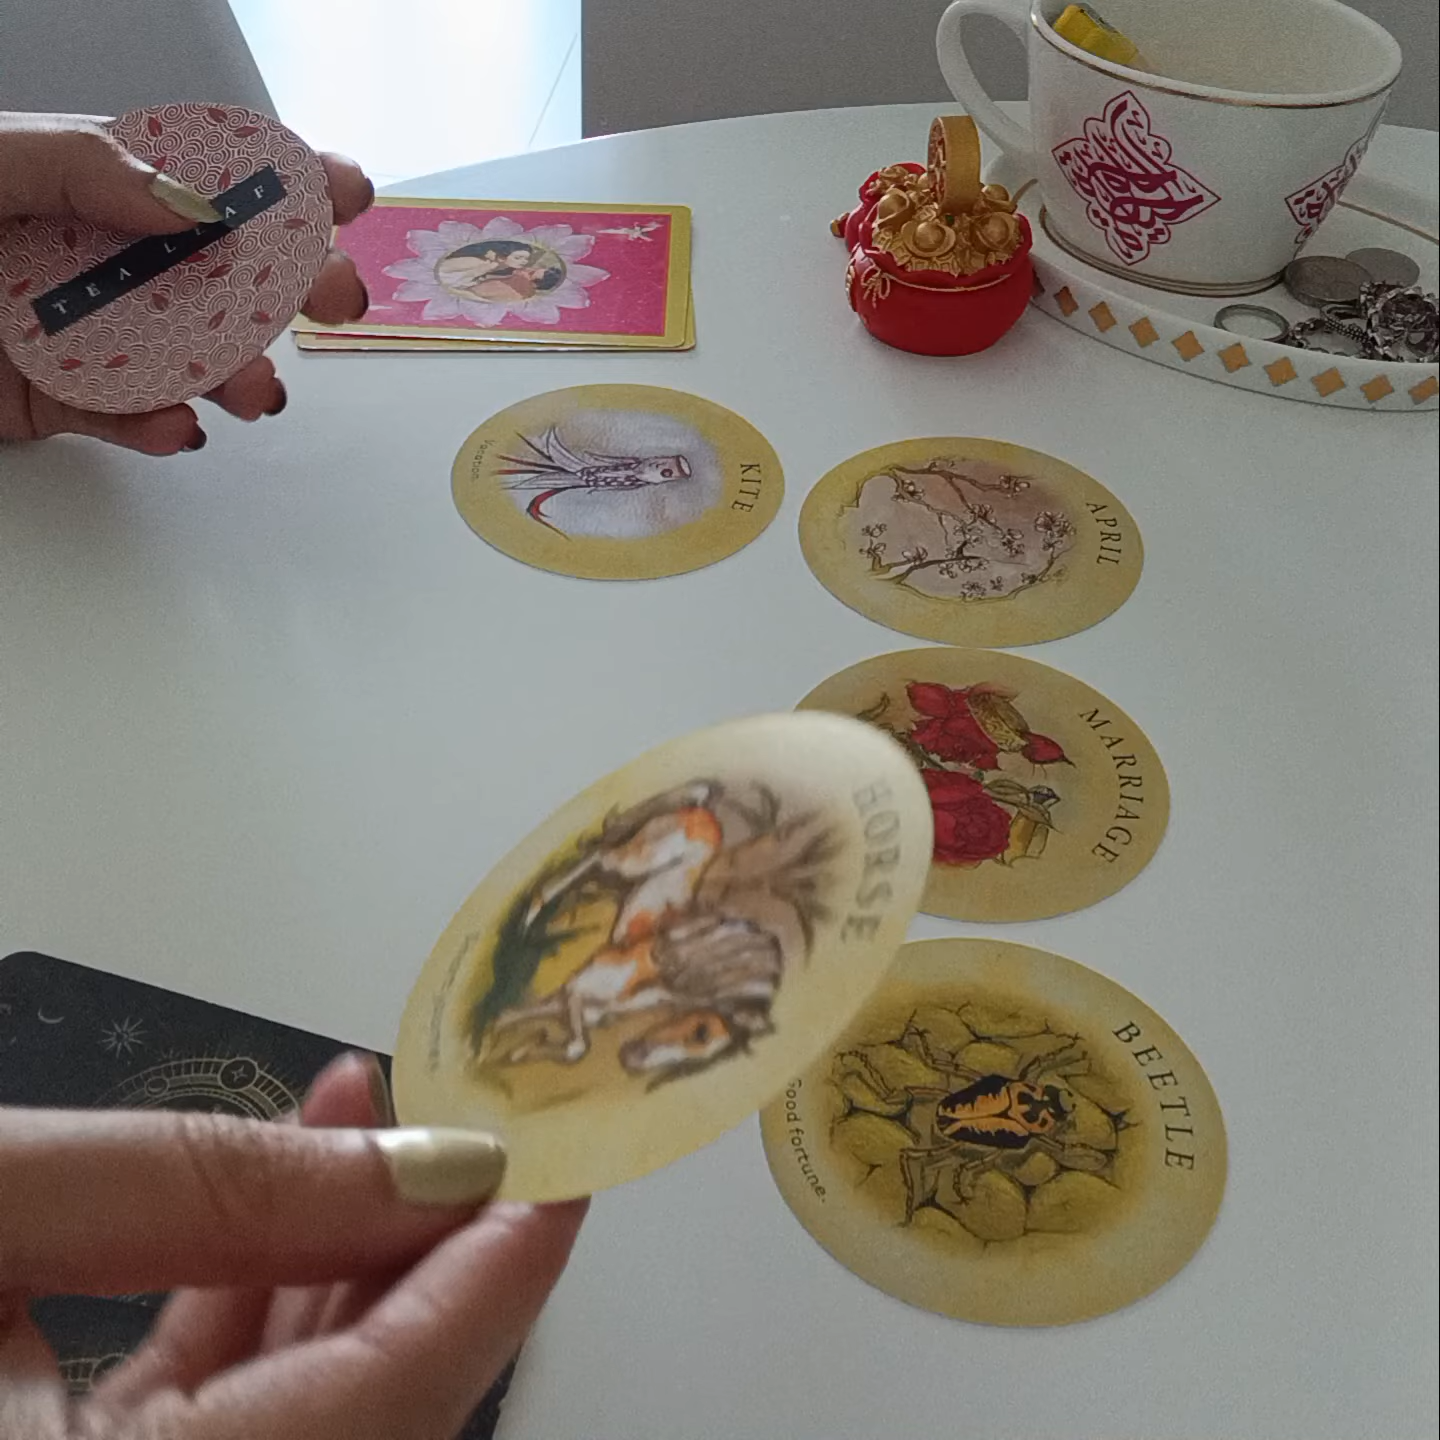 TEA LEAF
KITE
Vacation.
APRIL
MARRIAGE
HORSE
BEETLE
Good fortune.